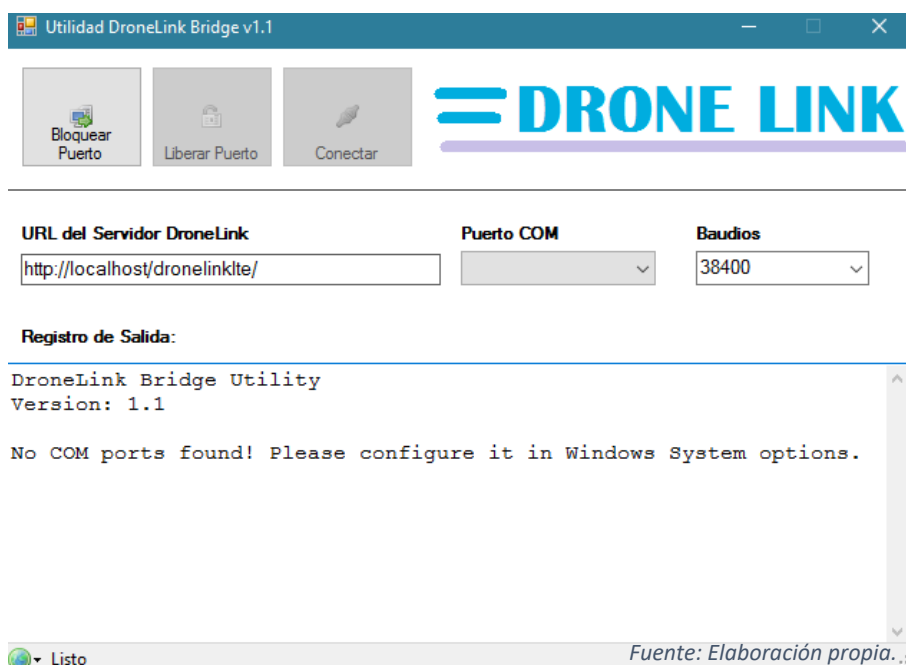 Utilidad DroneLink Bridge v1.1
Bloquear
Puerto
Liberar Puerto
Conectar
DRONE LINK
URL del Servidor DroneLink
Puerto COM
Baudios
http://localhost/dronelinklte/
38400
Registro de Salida:
DroneLink Bridge Utility
Version: 1.1
No COM ports found! Please configure it in Windows System options.
Listo
Fuente: Elaboración propia.